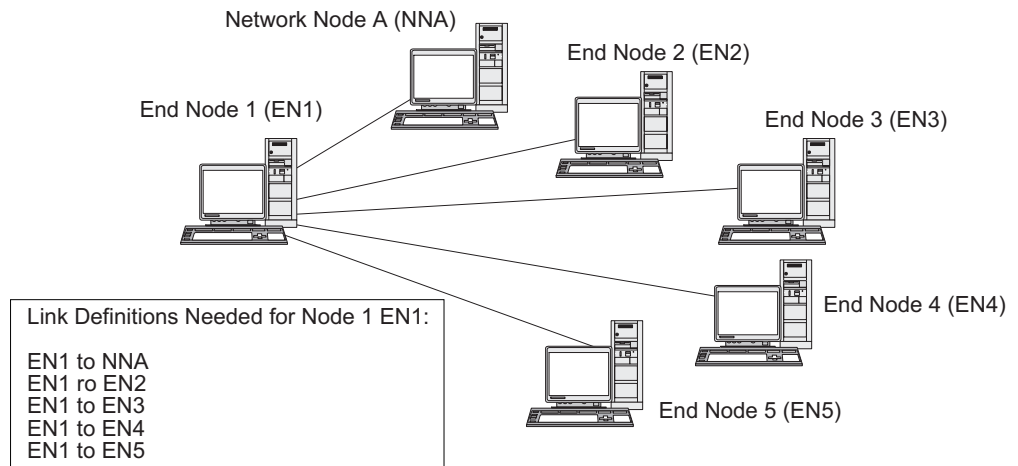 Network Node A (NNA)
End Node 2 (EN2)
End Node 1 (EN1)
End Node 3 (EN3)
End Node 4 (EN4)
End Node 5 (EN5)
Link Definitions Needed for Node 1 EN1:
EN1 to NNA
EN1 ro EN2
EN1 to EN3
EN1 to EN4
EN1 to EN5